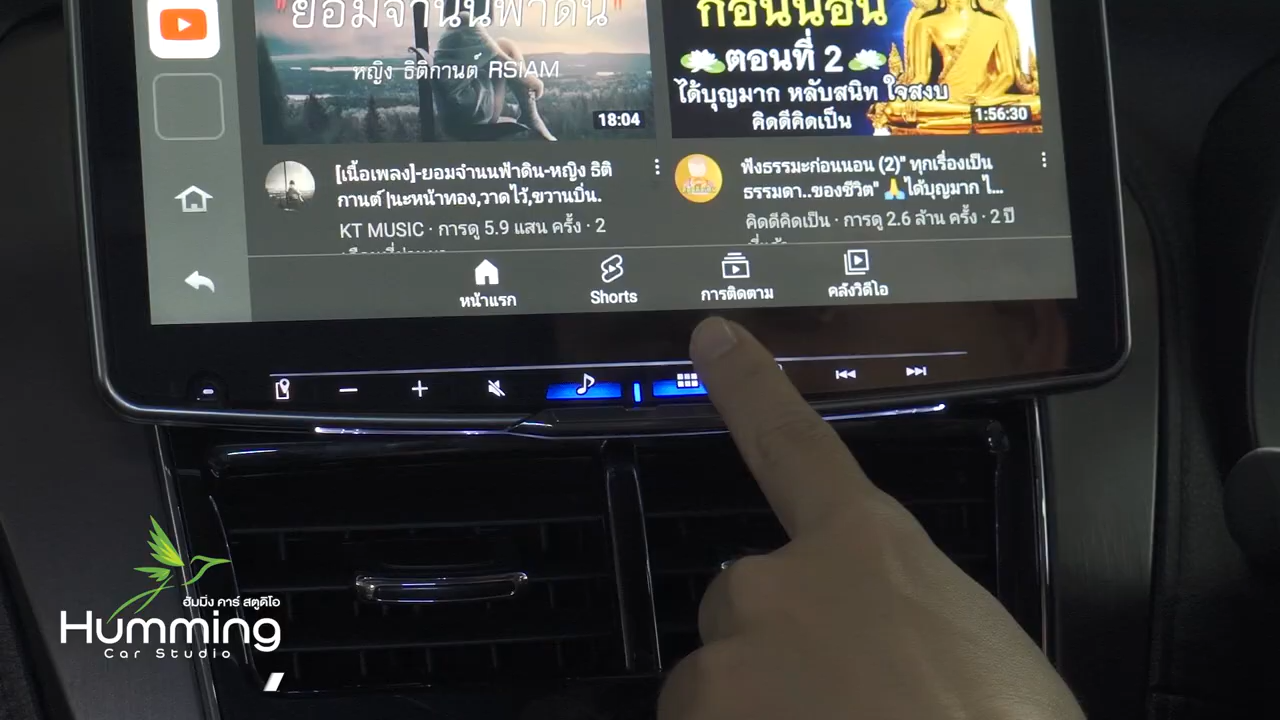 "ยอมจำนนฟ้าดิน"
หญิง ธิติกานต์ RSIAM
18:04
ก่อนนอน
ตอนที่ 2
ได้บุญมาก หลับสนิท ใจสงบ
คิดดีคิดเป็น
1:56:30
[เนื้อเพลง]-ยอมจำนนฟ้าดิน-หญิง ธิติ
กานต์ |นะหน้าทอง,วาดไว้,ขวานบิ่น.
KT MUSIC · การดู 5.9 แสน ครั้ง · 2
ฟังธรรมะก่อนนอน (2)" ทุกเรื่องเป็น
ธรรมดา..ของชีวิต" 🙏ได้บุญมาก ไ...
คิดดีคิดเป็น · การดู 2.6 ล้าน ครั้ง · 2 ปี
หน้าแรก
Shorts
การติดตาม
คลังวิดีโอ
ฮัมมิ่ง คาร์ สตูดิโอ
Humming
Car Studio